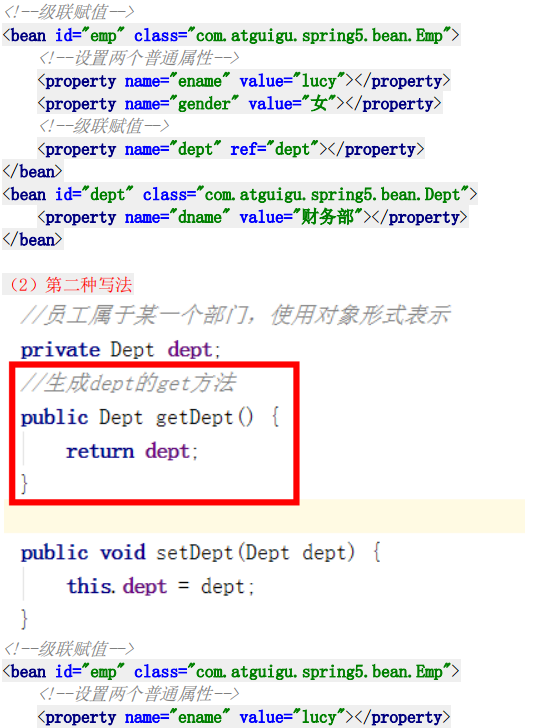 <!--级联赋值-->
<bean id="emp" class="com.atguigu.spring5.bean.Emp">
<!--设置两个普通属性-->
<property name="ename" value="lucy"></property>
<property name="gender" value="女"></property>
<!--级联赋值-->
<property name="dept" ref="dept"></property>
</bean>
<bean id="dept" class="com.atguigu.spring5.bean.Dept">
<property name="dname" value="财务部"></property>
</bean>
（2）第二种写法
//员工属于某一个部门，使用对象形式表示
private Dept dept;
//生成dept的get方法
public Dept getDept() {
return dept;
}
public void setDept(Dept dept) {
this.dept = dept;
}
<!--级联赋值-->
<bean id="emp" class="com.atguigu.spring5.bean.Emp">
<!--设置两个普通属性-->
<property name="ename" value="lucy"></property>